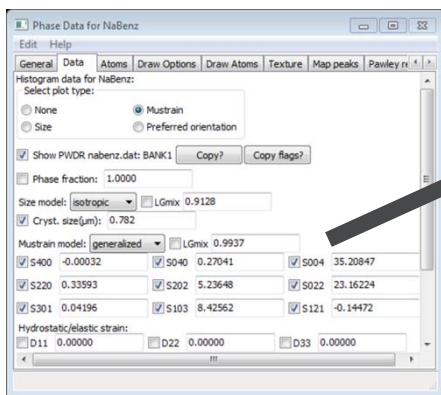 Phase Data for NaBenz
Edit Help
General Data Atoms Draw Options Draw Atoms Texture Map peaks Pawley re
Histogram data for NaBenz:
Select plot type:
None Mustrain
Size Preferred orientation
Show PWDR nabenz.dat: BANK1 Copy? Copy flags?
Phase fraction: 1.0000
Size model: isotropic LGmix 0.9128
Cryst. size(μm): 0.782
Mustrain model: generalized LGmix 0.9937
S400 -0.00032 S040 0.27041 S004 35.20847
S220 0.33593 S202 5.23648 S022 23.16224
S301 0.04196 S103 8.42562 S121 -0.14472
Hydrostatic/elastic strain:
D11 0.00000 D22 0.00000 D33 0.00000